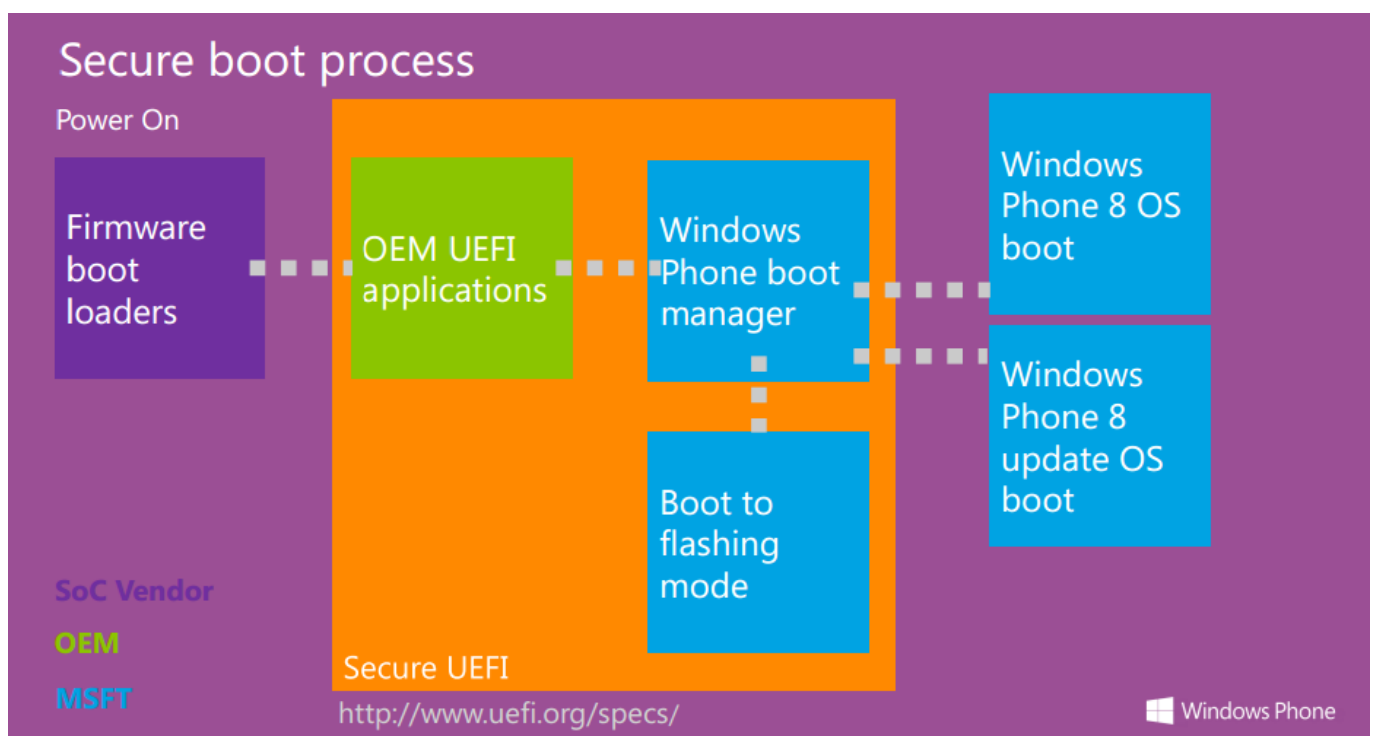 Secure boot process
Power On
Firmware
boot
loaders
OEM UEFI
applications
Windows
Phone boot
manager
Windows
Phone 8 OS
boot
Windows
Phone 8
update OS
boot
Boot to
flashing
mode
SoC Vendor
OEM
MSFT
Secure UEFI
http://www.uefi.org/specs/
Windows Phone